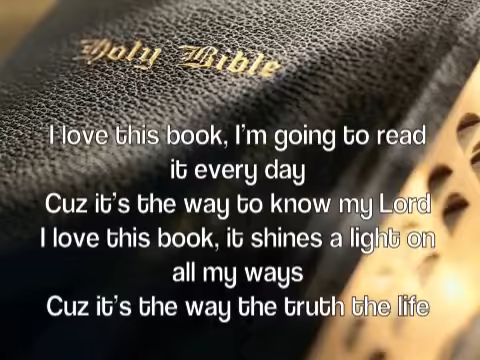 Holy Bible
I love this book, I'm going to read
it every day
Cuz it's the way to know my Lord
I love this book, it shines a light on
all my ways
Cuz it's the way the truth the life